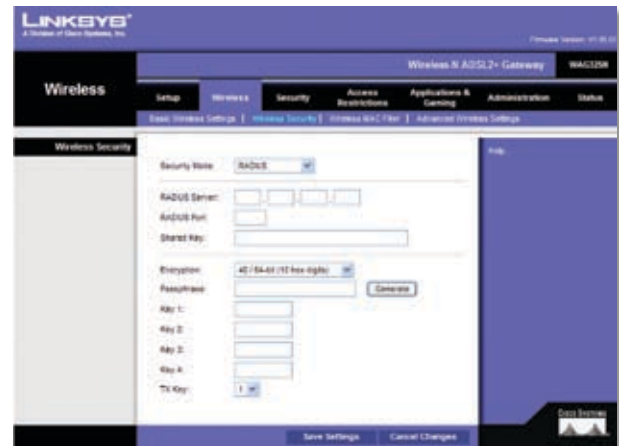 LINKSYS®
A Division of Cisco Systems, Inc.
Firmware Version:
Wireless-N ADSL2+ Gateway WAG325N
Wireless
Setup Wireless Security Access Restrictions Applications & Gaming Administration Status
Basic Wireless Settings | Wireless Security | Wireless MAC Filter | Advanced Wireless Settings
Wireless Security
Help...
Security Mode: RADIUS
RADIUS Server: . . .
RADIUS Port:
Shared Key:
Encryption: 40 / 64-bit (10 hex digits)
Passphrase: Generate
Key 1:
Key 2:
Key 3:
Key 4:
TX Key: 1
Save Settings Cancel Changes
Cisco Systems